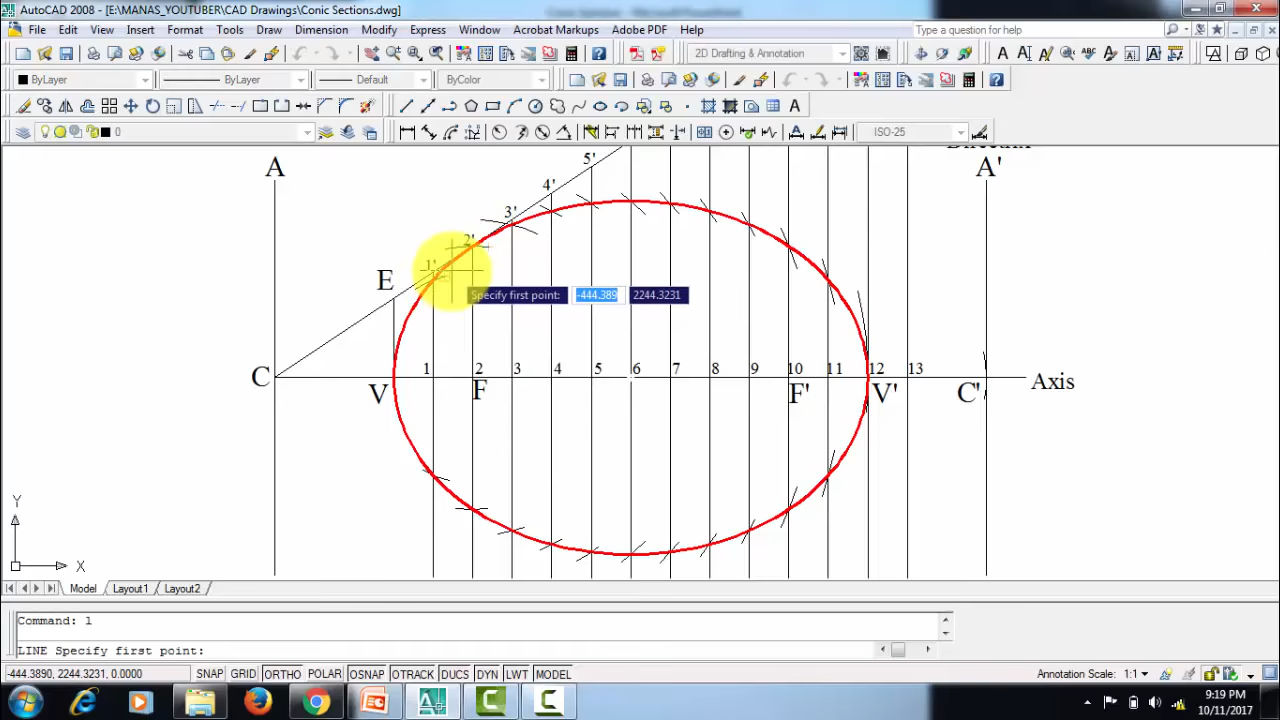 AutoCAD 2008 - [E:\MANAS_YOUTUBER\CAD Drawings\Conic Sections.dwg]
File Edit View Insert Format Tools Draw Dimension Modify Express Window Acrobat Markups Adobe PDF Help
Type a question for help
2D Drafting & Annotation
ByLayer ByLayer Default ByColor
0
ISO-25
A A'
5'
4'
3'
2'
1'
E
Specify first point: -444.389 2244.3231
C 1 2 3 4 5 6 7 8 9 10 11 12 13 Axis
V F F' V' C'
Y
X
Model Layout1 Layout2
Command: l
LINE Specify first point:
-444.3890, 2244.3231, 0.0000 SNAP GRID ORTHO POLAR OSNAP OTRACK DUCS DYN LWT MODEL Annotation Scale: 1:1
9:19 PM
10/11/2017